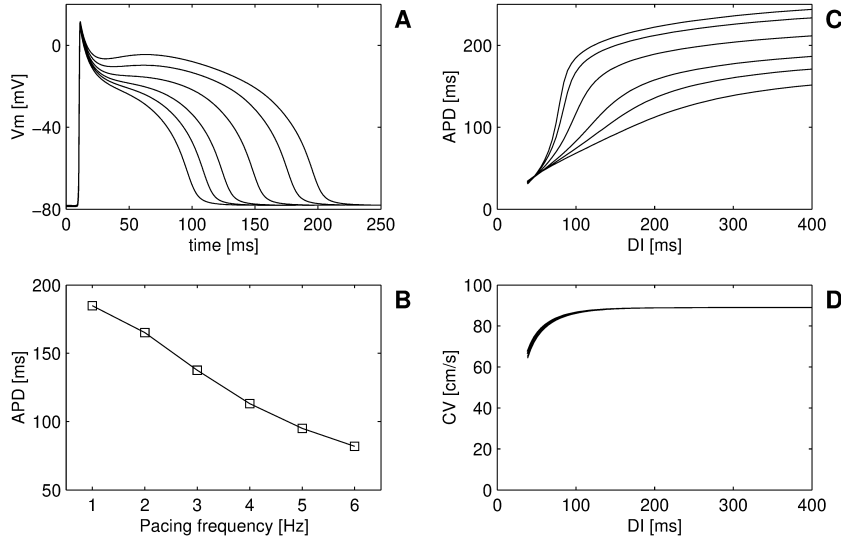 A
0
−40
−80
Vm [mV]
0 50 100 150 200 250
time [ms]
C
200
100
0
APD [ms]
0 100 200 300 400
DI [ms]
B
200
150
100
50
APD [ms]
1 2 3 4 5 6
Pacing frequency [Hz]
D
100
80
60
40
20
0
CV [cm/s]
0 100 200 300 400
DI [ms]